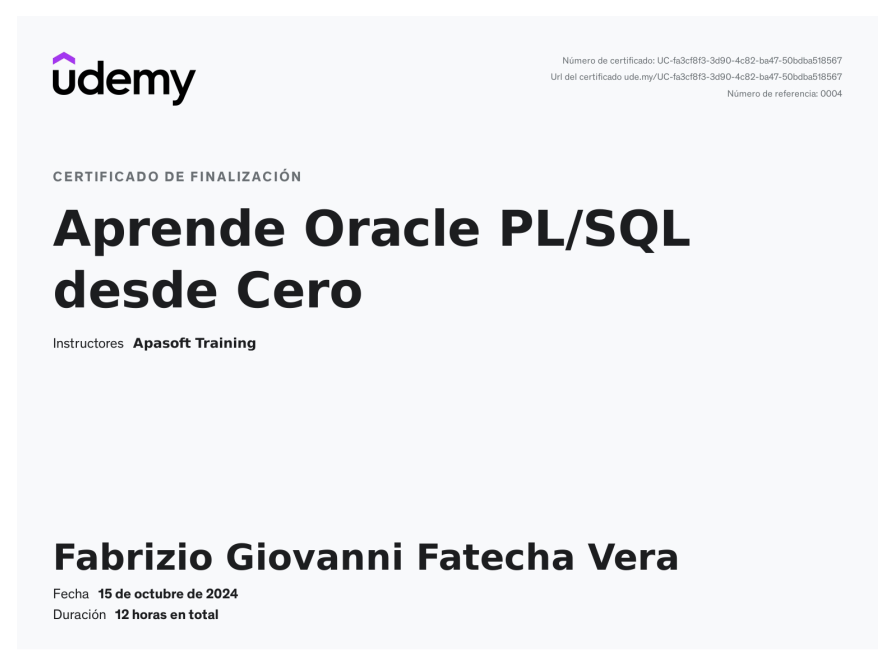 udemy
Número de certificado: UC-fa3cf8f3-3d90-4c82-ba47-50bdba518567
Url del certificado ude.my/UC-fa3cf8f3-3d90-4c82-ba47-50bdba518567
Número de referencia: 0004
CERTIFICADO DE FINALIZACIÓN
Aprende Oracle PL/SQL
desde Cero
Instructores Apasoft Training
Fabrizio Giovanni Fatecha Vera
Fecha 15 de octubre de 2024
Duración 12 horas en total